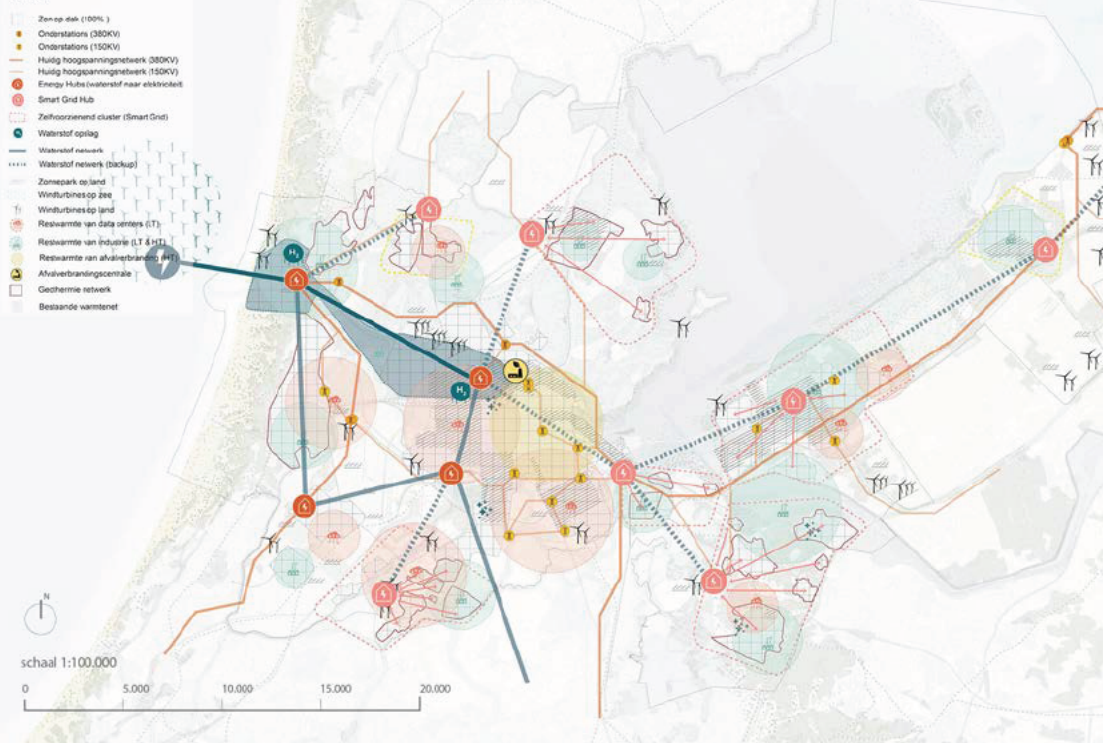 Zon op dak (100%)
Onderstations (380KV)
Onderstations (150KV)
Huidig hoogspanningsnetwerk (380KV)
Huidig hoogspanningsnetwerk (150KV)
Energy Hubs (waterstof naar elektriciteit)
Smart Grid Hub
Zelfvoorzienend cluster (Smart Grid)
Waterstof opslag
Waterstof netwerk
Waterstof netwerk (backup)
Zonnepark op land
Windturbines op zee
Windturbines op land
Restwarmte van data centers (LT)
Restwarmte van industrie (LT & HT)
Restwarmte van afvalverbranding (HT)
Afvalverbrandingscentrale
Geothermie netwerk
Bestaande warmtenet
H2
H2
N
schaal 1:100.000
0 5.000 10.000 15.000 20.000